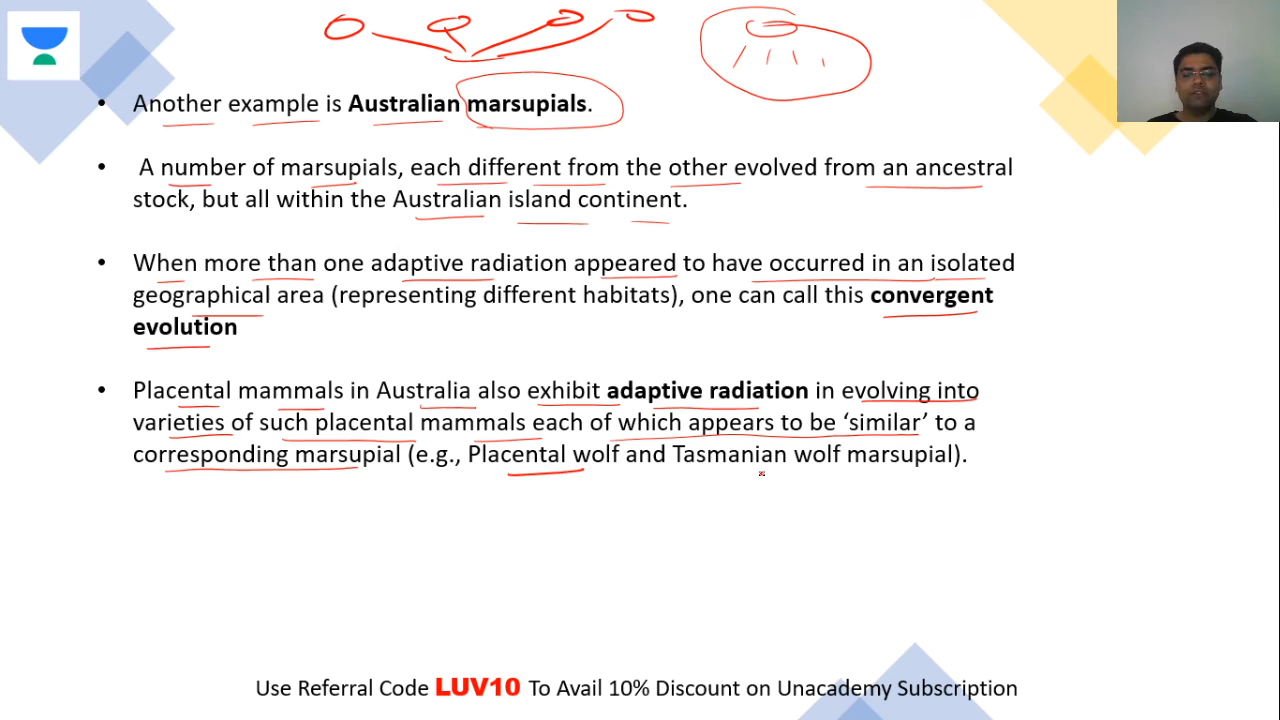 • Another example is Australian marsupials.
• A number of marsupials, each different from the other evolved from an ancestral
stock, but all within the Australian island continent.
• When more than one adaptive radiation appeared to have occurred in an isolated
geographical area (representing different habitats), one can call this convergent
evolution
• Placental mammals in Australia also exhibit adaptive radiation in evolving into
varieties of such placental mammals each of which appears to be ‘similar’ to a
corresponding marsupial (e.g., Placental wolf and Tasmanian wolf marsupial).
Use Referral Code LUV10 To Avail 10% Discount on Unacademy Subscription